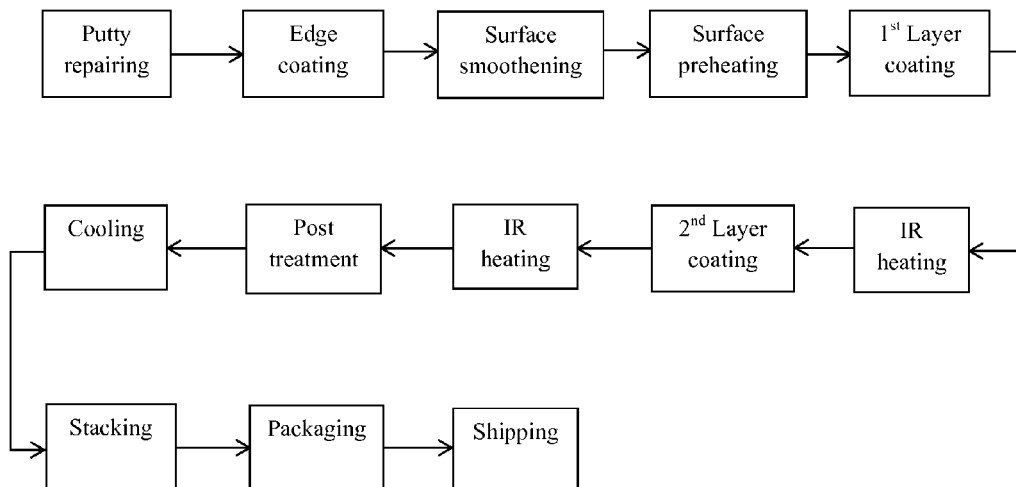 Putty
repairing
Edge
coating
Surface
smoothening
Surface
preheating
1st Layer
coating
IR
heating
2nd Layer
coating
IR
heating
Post
treatment
Cooling
Stacking
Packaging
Shipping